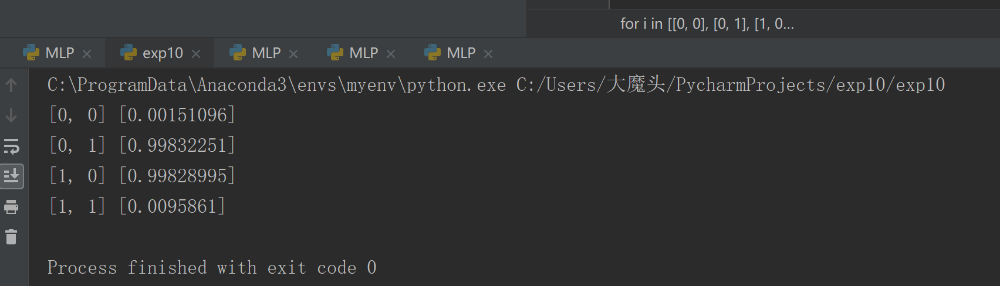 for i in [[0, 0], [0, 1], [1, 0...
MLP exp10 MLP MLP MLP
C:\ProgramData\Anaconda3\envs\myenv\python.exe C:/Users/大魔头/PycharmProjects/exp10/exp10
[0, 0] [0.00151096]
[0, 1] [0.99832251]
[1, 0] [0.99828995]
[1, 1] [0.0095861]
Process finished with exit code 0